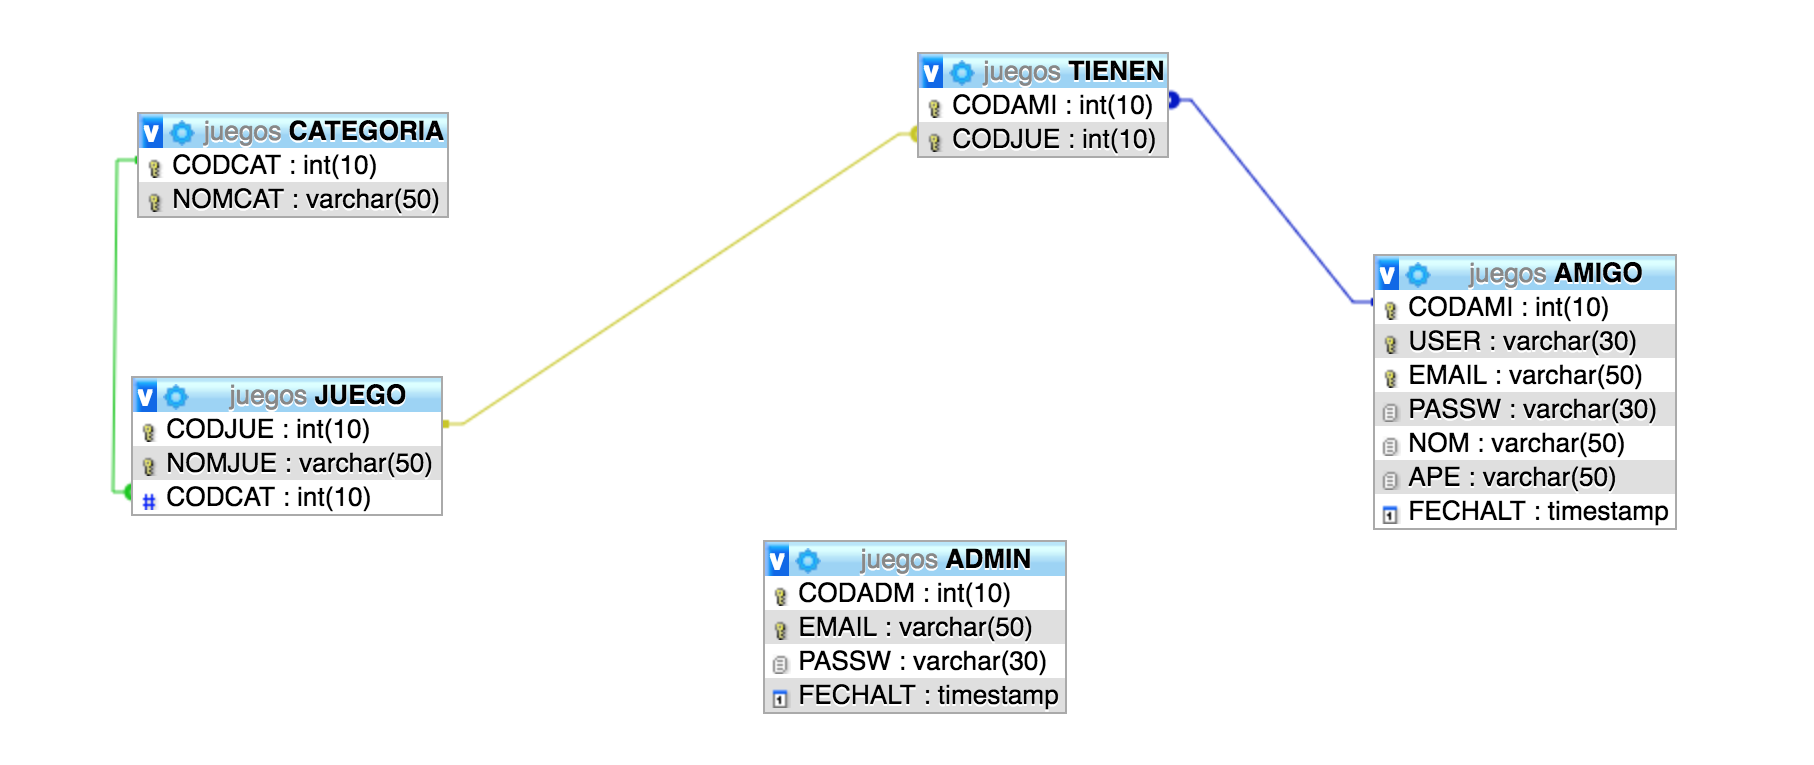 v juegos CATEGORIA
CODCAT : int(10)
NOMCAT : varchar(50)
v juegos TIENEN
CODAMI : int(10)
CODJUE : int(10)
v juegos AMIGO
CODAMI : int(10)
USER : varchar(30)
EMAIL : varchar(50)
PASSW : varchar(30)
NOM : varchar(50)
APE : varchar(50)
FECHALT : timestamp
v juegos JUEGO
CODJUE : int(10)
NOMJUE : varchar(50)
# CODCAT : int(10)
v juegos ADMIN
CODADM : int(10)
EMAIL : varchar(50)
PASSW : varchar(30)
FECHALT : timestamp